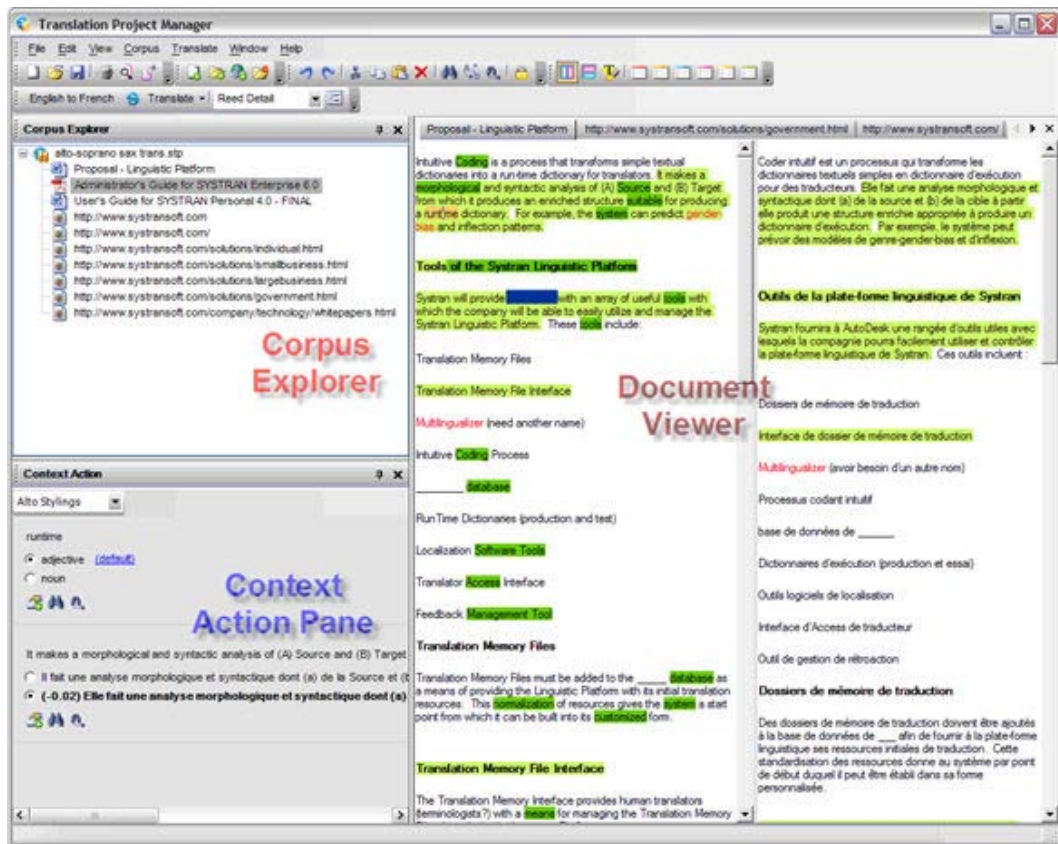 Translation Project Manager
File Edit View Corpus Translate Window Help
English to French Translate Reed Detail
Corpus Explorer
alto-soprano sax trans.stp
Proposal - Linguistic Platform
Administrator's Guide for SYSTRAN Enterprise 6.0
User's Guide for SYSTRAN Personal 4.0 - FINAL
http://www.systransoft.com
http://www.systransoft.com/
http://www.systransoft.com/solutions/individual.html
http://www.systransoft.com/solutions/smallbusiness.html
http://www.systransoft.com/solutions/largebusiness.html
http://www.systransoft.com/solutions/government.html
http://www.systransoft.com/company/technology/whitepapers.html
Corpus
Explorer
Context Action
Alto Stylings
runtime
adjective (default)
noun
Context
Action Pane
It makes a morphological and syntactic analysis of (A) Source and (B) Target
Il fait une analyse morphologique et syntactique dont (a) de la Source et (b
(-0.02) Elle fait une analyse morphologique et syntactique dont (a)
Proposal - Linguistic Platform http://www.systransoft.com/solutions/government.html http://www.systransoft.com/
Intuitive Coding is a process that transforms simple textual
dictionaries into a run-time dictionary for translators. It makes a
morphological and syntactic analysis of (A) Source and (B) Target
from which it produces an enriched structure suitable for producing
a runtime dictionary. For example, the system can predict gender-
bias and inflection patterns.
Tools of the Systran Linguistic Platform
Systran will provide with an array of useful tools with
which the company will be able to easily utilize and manage the
Systran Linguistic Platform. These tools include:
Translation Memory Files
Translation Memory File Interface
Multilingualizer (need another name)
Intuitive Coding Process
_______ database
RunTime Dictionaries (production and test)
Localization Software Tools
Translator Access Interface
Feedback Management Tool
Translation Memory Files
Translation Memory Files must be added to the _____ database as
a means of providing the Linguistic Platform with its initial translation
resources. This normalization of resources gives the system a start
point from which it can be built into its customized form.
Translation Memory File Interface
The Translation Memory Interface provides human translators
(terminologists?) with a means for managing the Translation Memory
Document
Viewer
Coder intuitif est un processus qui transforme les
dictionnaires textuels simples en dictionnaire d'exécution
pour des traducteurs. Elle fait une analyse morphologique et
syntactique dont (a) de la source et (b) de la cible à partir
elle produit une structure enrichie appropriée à produire un
dictionnaire d'exécution. Par exemple, le système peut
prévoir des modèles de genre-gender-bias et d'inflexion.
Outils de la plate-forme linguistique de Systran
Systran fournira à AutoDesk une rangée d'outils utiles avec
lesquels la compagnie pourra facilement utiliser et contrôler
la plate-forme linguistique de Systran. Ces outils incluent :
Dossiers de mémoire de traduction
Interface de dossier de mémoire de traduction
Multilingualizer (avoir besoin d'un autre nom)
Processus codant intuitif
base de données de ______
Dictionnaires d'exécution (production et essai)
Outils logiciels de localisation
Interface d'Access de traducteur
Outil de gestion de rétroaction
Dossiers de mémoire de traduction
Des dossiers de mémoire de traduction doivent être ajoutés
à la base de données de ___ afin de fournir à la plate-forme
linguistique ses ressources initiales de traduction. Cette
standardisation des ressources donne au système par point
de début duquel il peut être établi dans sa forme
personnalisée.